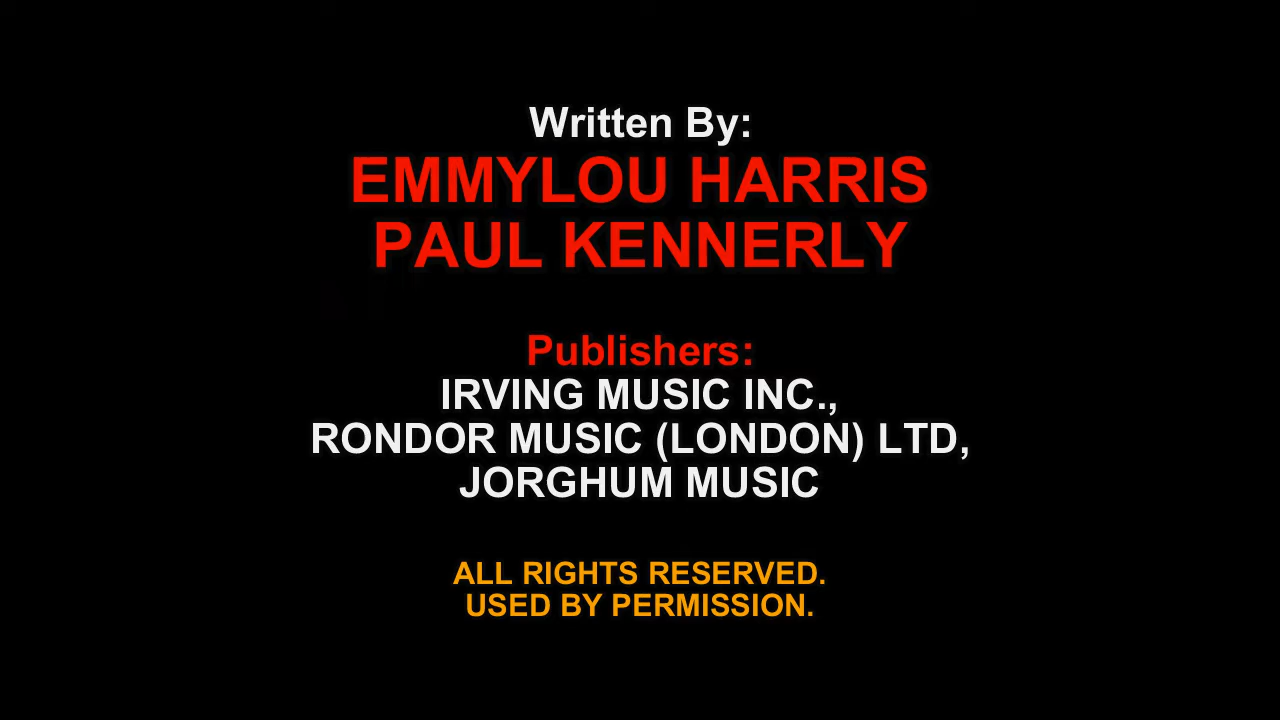 Written By:
EMMYLOU HARRIS
PAUL KENNERLY
Publishers:
IRVING MUSIC INC.,
RONDOR MUSIC (LONDON) LTD,
JORGHUM MUSIC
ALL RIGHTS RESERVED.
USED BY PERMISSION.